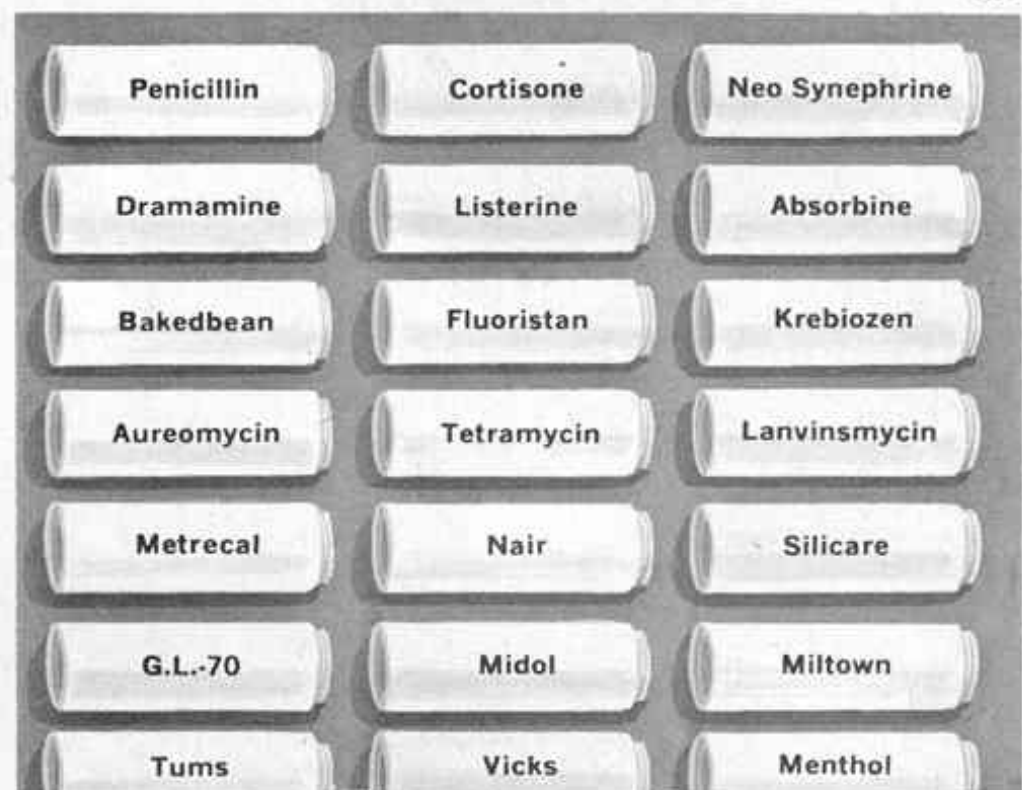 Penicillin Cortisone Neo Synephrine
Dramamine Listerine Absorbine
Bakedbean Fluoristan Krebiozen
Aureomycin Tetramycin Lanvinsmycin
Metrecal Nair Silicare
G.L.-70 Midol Miltown
Tums Vicks Menthol